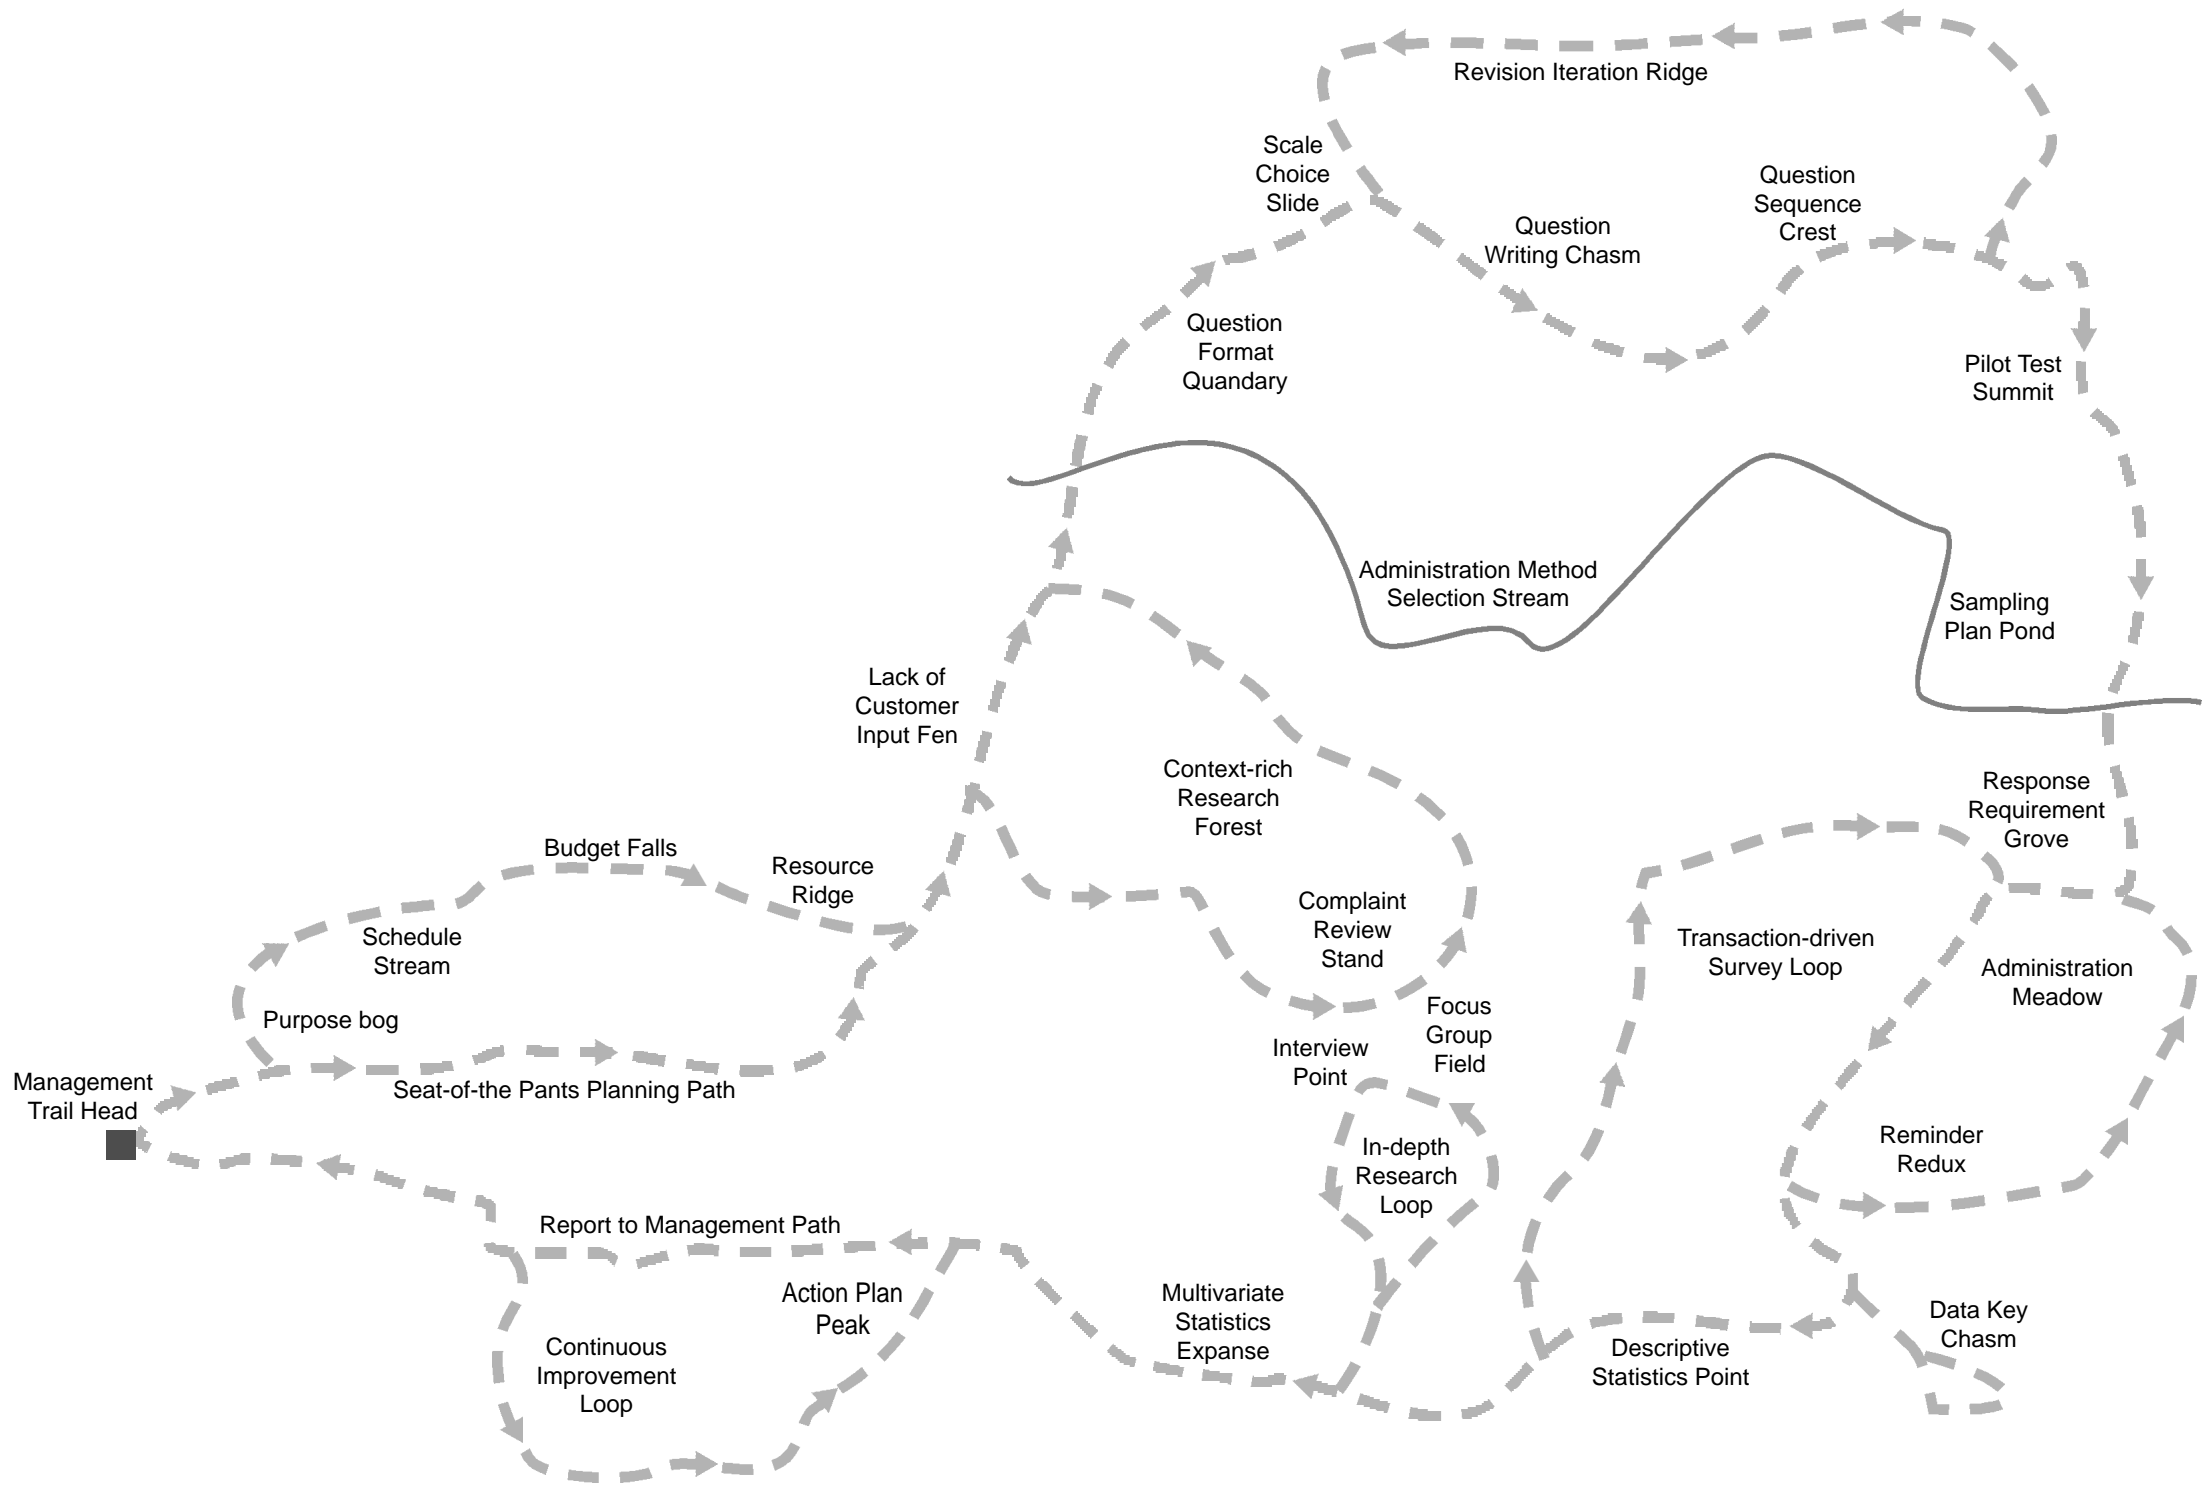 Revision Iteration Ridge
Scale
Choice
Slide
Question
Sequence
Crest
Question
Writing Chasm
Question
Format
Quandary
Pilot Test
Summit
Administration Method
Selection Stream
Sampling
Plan Pond
Lack of
Customer
Input Fen
Context-rich
Research
Forest
Response
Requirement
Grove
Budget Falls
Resource
Ridge
Complaint
Review
Stand
Schedule
Stream
Transaction-driven
Survey Loop
Administration
Meadow
Focus
Group
Field
Purpose bog
Interview
Point
Management
Trail Head
Seat-of-the Pants Planning Path
In-depth
Research
Loop
Reminder
Redux
Report to Management Path
Action Plan
Peak
Multivariate
Statistics
Expanse
Data Key
Chasm
Continuous
Improvement
Loop
Descriptive
Statistics Point